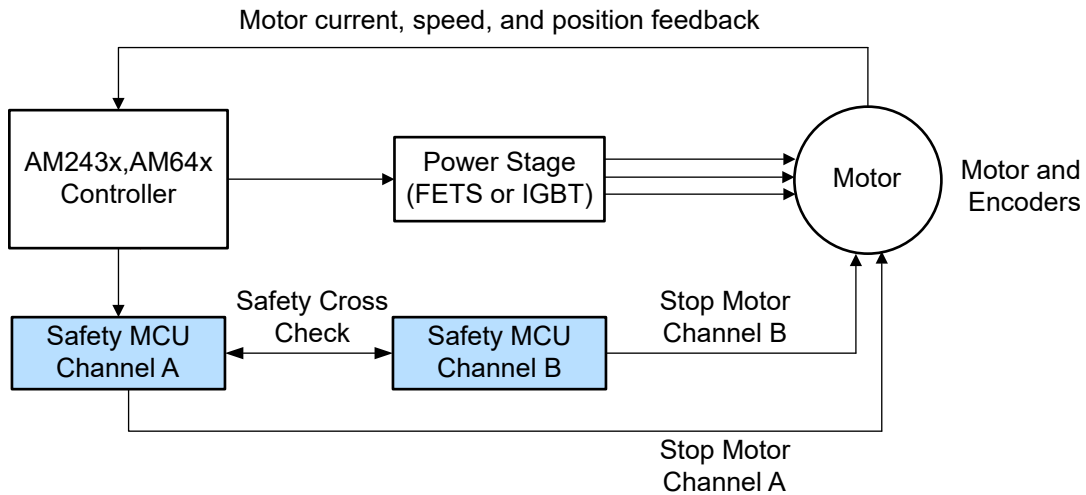 Motor current, speed, and position feedback
AM243x,AM64x
Controller
Power Stage
(FETS or IGBT)
Motor
Motor and
Encoders
Safety MCU
Channel A
Safety Cross
Check
Safety MCU
Channel B
Stop Motor
Channel B
Stop Motor
Channel A